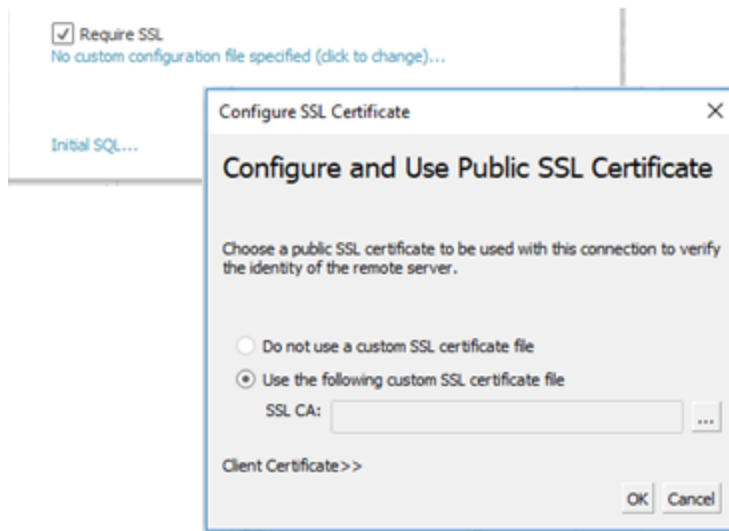 Require SSL
No custom configuration file specified (click to change)...
Initial SQL...
Configure SSL Certificate
Configure and Use Public SSL Certificate
Choose a public SSL certificate to be used with this connection to verify
the identity of the remote server.
Do not use a custom SSL certificate file
Use the following custom SSL certificate file
SSL CA:
...
Client Certificate>>
OK Cancel